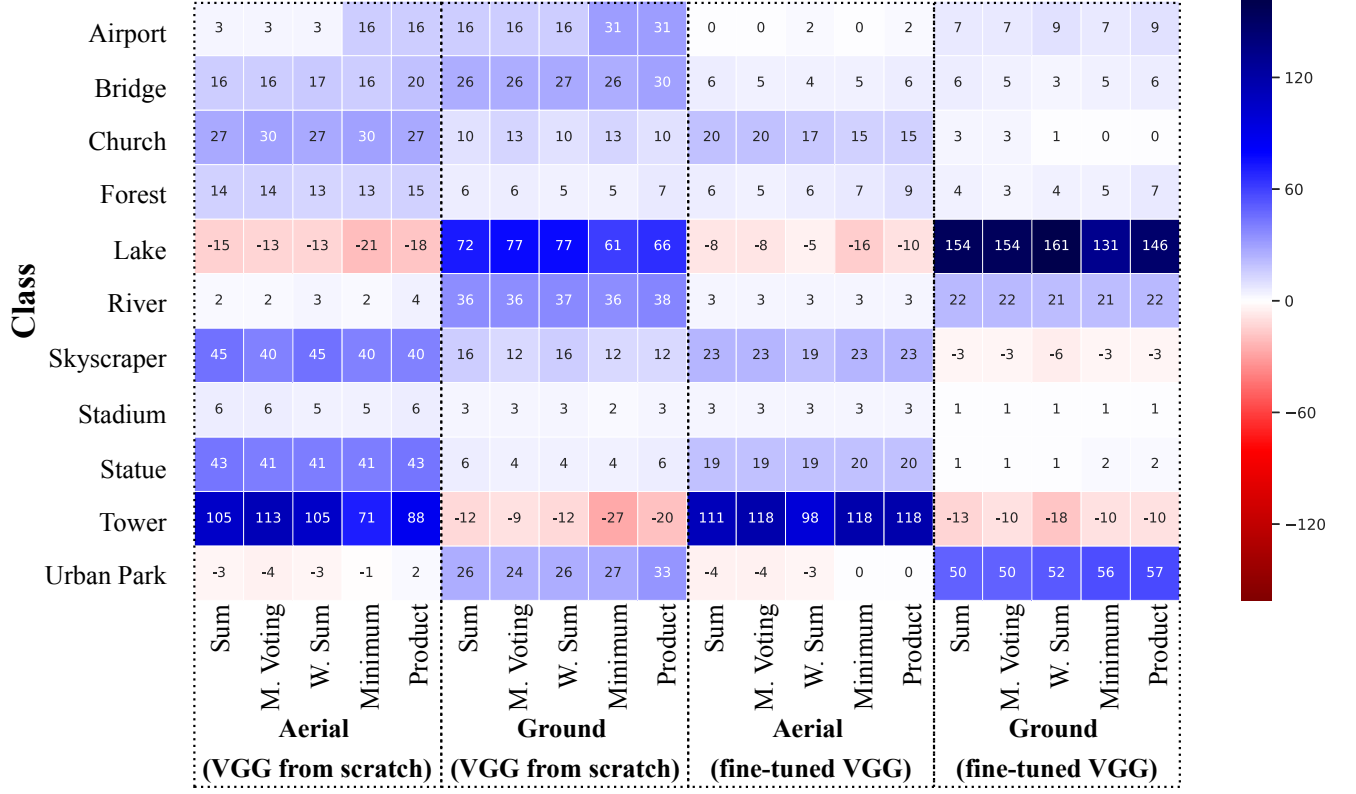 Class
Airport 3 3 3 16 16 16 16 16 31 31 0 0 2 0 2 7 7 9 7 9
Bridge 16 16 17 16 20 26 26 27 26 30 6 5 4 5 6 6 5 3 5 6
Church 27 30 27 30 27 10 13 10 13 10 20 20 17 15 15 3 3 1 0 0
Forest 14 14 13 13 15 6 6 5 5 7 6 5 6 7 9 4 3 4 5 7
Lake -15 -13 -13 -21 -18 72 77 77 61 66 -8 -8 -5 -16 -10 154 154 161 131 146
River 2 2 3 2 4 36 36 37 36 38 3 3 3 3 3 22 22 21 21 22
Skyscraper 45 40 45 40 40 16 12 16 12 12 23 23 19 23 23 -3 -3 -6 -3 -3
Stadium 6 6 5 5 6 3 3 3 2 3 3 3 3 3 3 1 1 1 1 1
Statue 43 41 41 41 43 6 4 4 4 6 19 19 19 20 20 1 1 1 2 2
Tower 105 113 105 71 88 -12 -9 -12 -27 -20 111 118 98 118 118 -13 -10 -18 -10 -10
Urban Park -3 -4 -3 -1 2 26 24 26 27 33 -4 -4 -3 0 0 50 50 52 56 57
Sum M. Voting W. Sum Minimum Product Sum M. Voting W. Sum Minimum Product Sum M. Voting W. Sum Minimum Product Sum M. Voting W. Sum Minimum Product
Aerial Ground Aerial Ground
(VGG from scratch) (VGG from scratch) (fine-tuned VGG) (fine-tuned VGG)
120
60
0
−60
−120